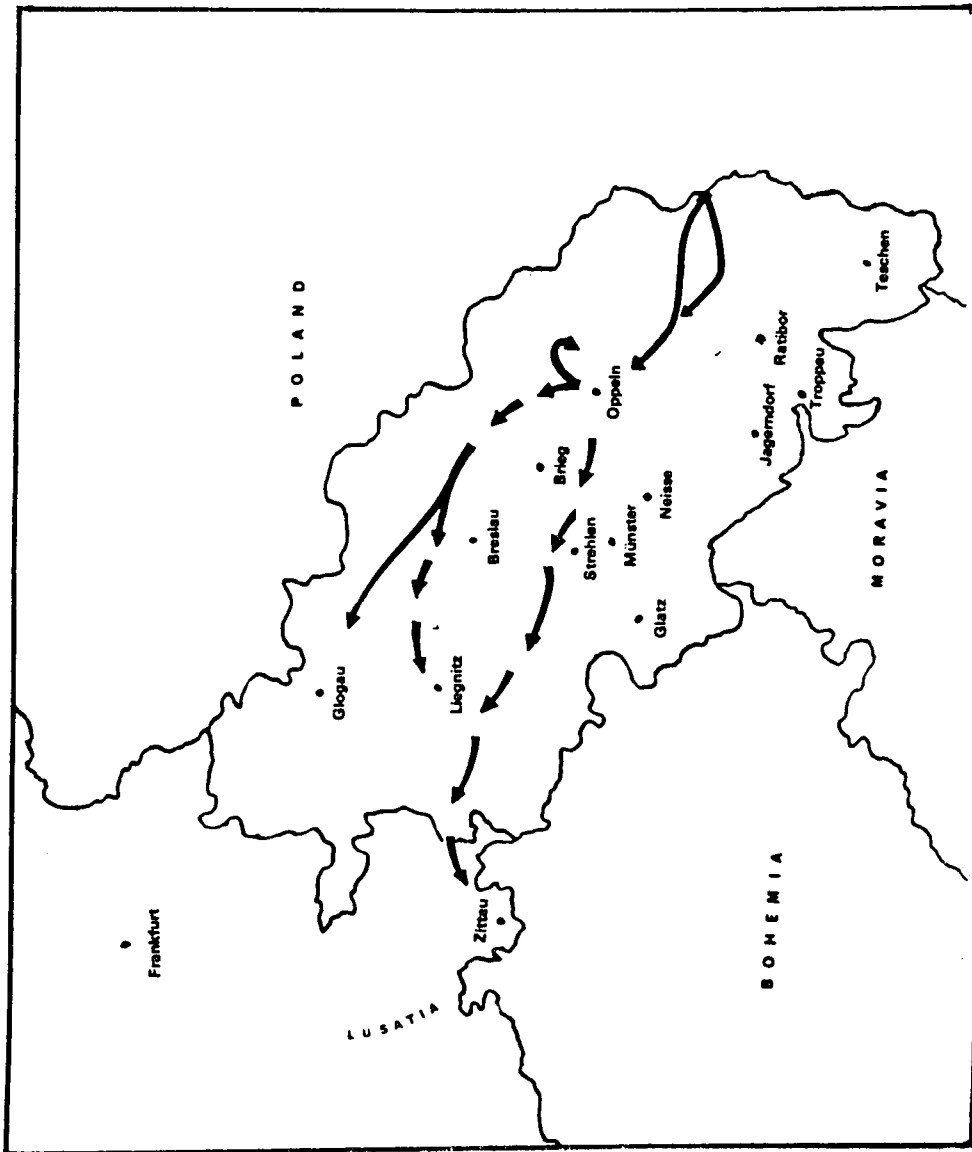 Frankfurt
POLAND
LUSATIA
Glogau
Zittau
Liegnitz
Breslau
Brieg
Oppeln
Strehlen
Münster
Neisse
Glatz
BOHEMIA
MORAVIA
Jagerndorf
Ratibor
Troppau
Teschen